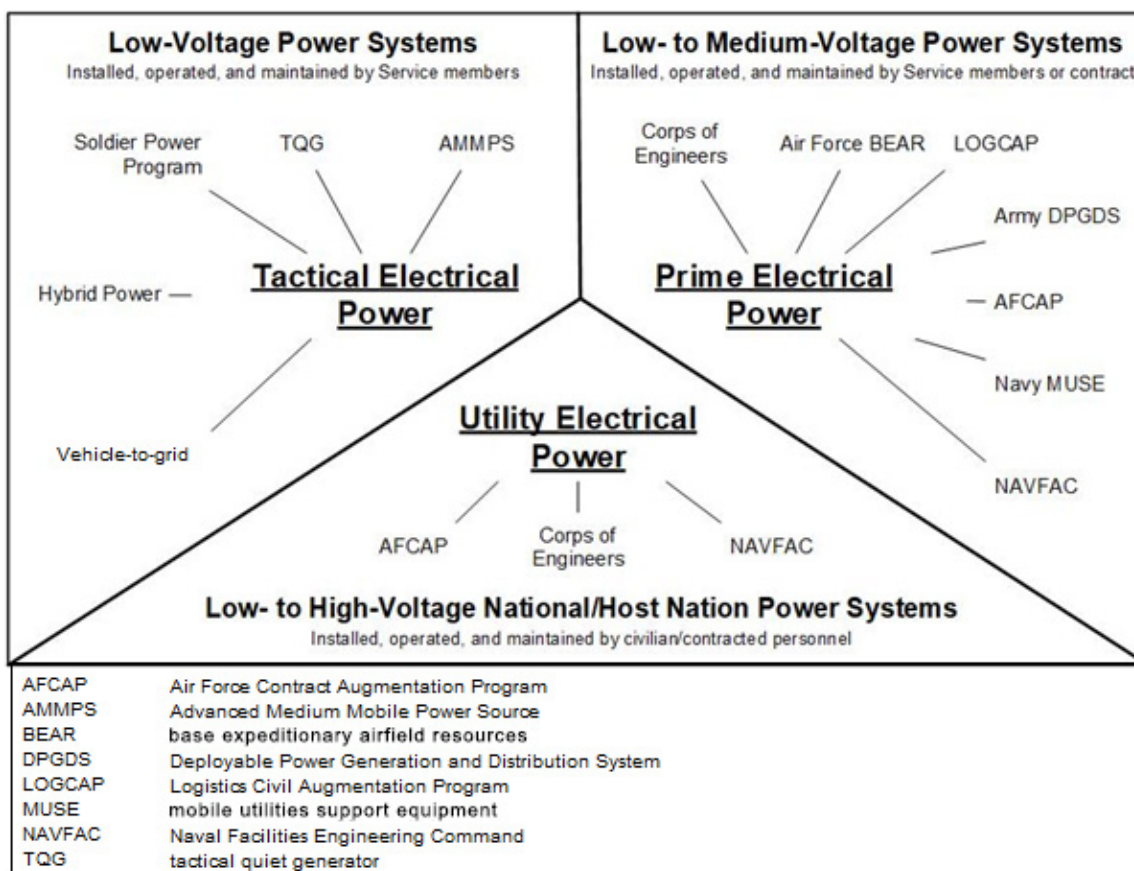 Low-Voltage Power Systems
Installed, operated, and maintained by Service members
Soldier Power
Program
TQG
AMMPS
Hybrid Power
Tactical Electrical
Power
Vehicle-to-grid
Low- to Medium-Voltage Power Systems
Installed, operated, and maintained by Service members or contract
Corps of
Engineers
Air Force BEAR
LOGCAP
Army DPGDS
Prime Electrical
Power
AFCAP
Navy MUSE
NAVFAC
Utility Electrical
Power
AFCAP
Corps of
Engineers
NAVFAC
Low- to High-Voltage National/Host Nation Power Systems
Installed, operated, and maintained by civilian/contracted personnel
AFCAP Air Force Contract Augmentation Program
AMMPS Advanced Medium Mobile Power Source
BEAR base expeditionary airfield resources
DPGDS Deployable Power Generation and Distribution System
LOGCAP Logistics Civil Augmentation Program
MUSE mobile utilities support equipment
NAVFAC Naval Facilities Engineering Command
TQG tactical quiet generator